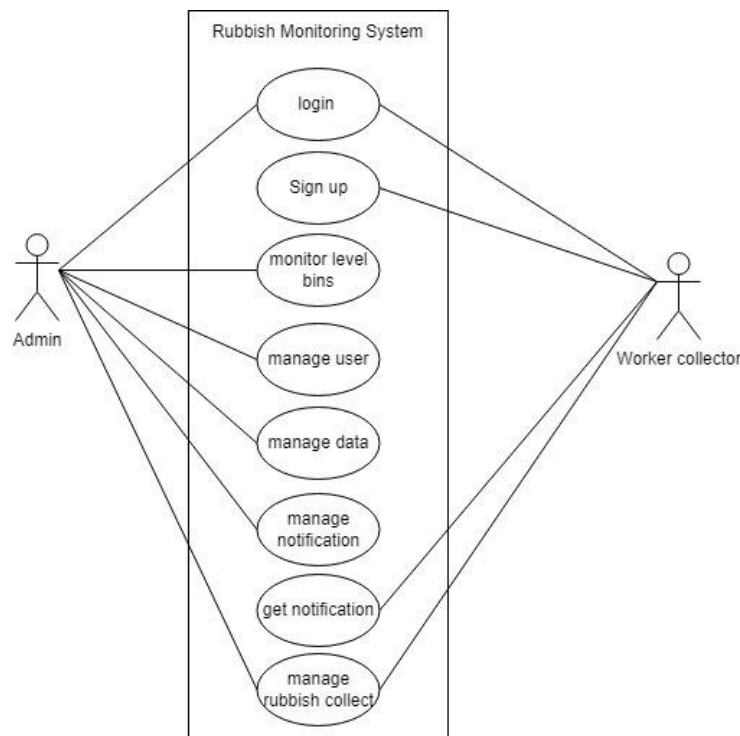 Rubbish Monitoring System
login
Sign up
monitor level
bins
Admin
manage user
Worker collector
manage data
manage
notification
get notification
manage
rubbish collect